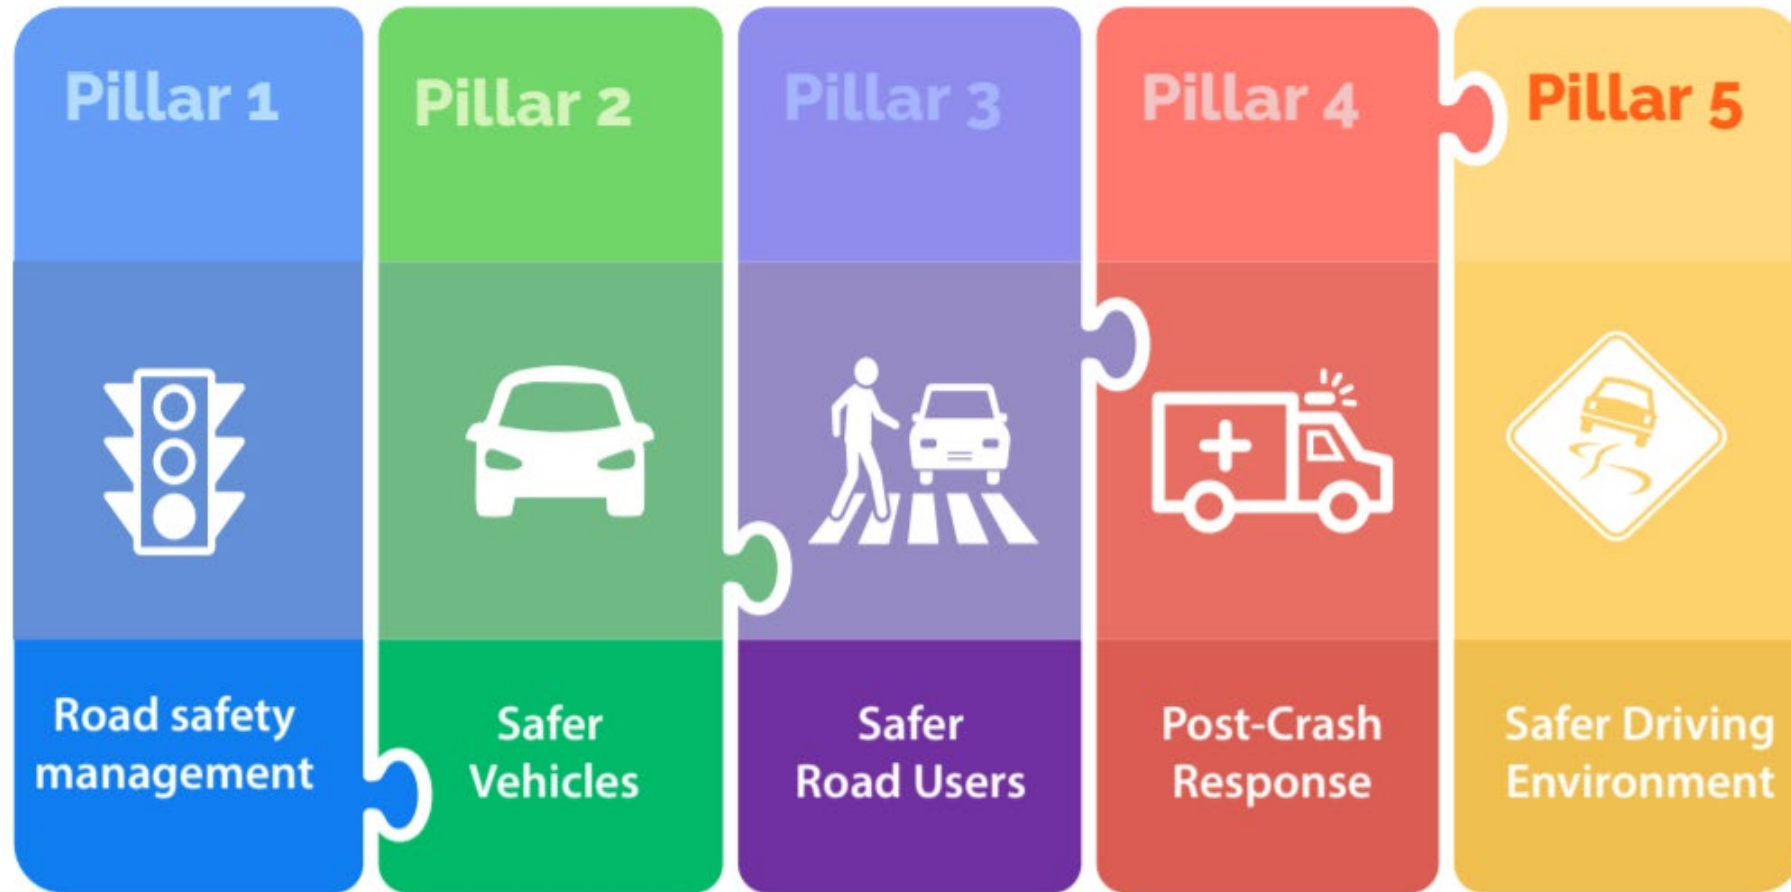 Pillar 1
Pillar 2
Pillar 3
Pillar 4
Pillar 5
Road safety
management
Safer
Vehicles
Safer
Road Users
Post-Crash
Response
Safer Driving
Environment